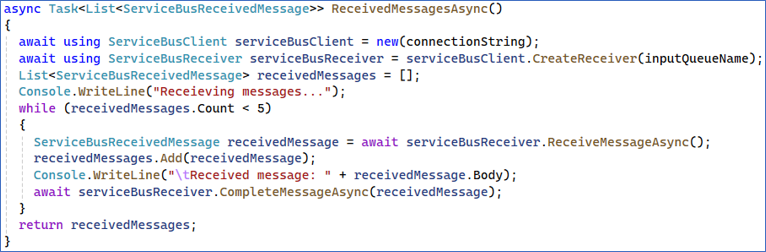 async Task<List<ServiceBusReceivedMessage>> ReceivedMessagesAsync()
{
await using ServiceBusClient serviceBusClient = new(connectionString);
await using ServiceBusReceiver serviceBusReceiver = serviceBusClient.CreateReceiver(inputQueueName);
List<ServiceBusReceivedMessage> receivedMessages = [];
Console.WriteLine("Receieving messages...");
while (receivedMessages.Count < 5)
{
ServiceBusReceivedMessage receivedMessage = await serviceBusReceiver.ReceiveMessageAsync();
receivedMessages.Add(receivedMessage);
Console.WriteLine("\tReceived message: " + receivedMessage.Body);
await serviceBusReceiver.CompleteMessageAsync(receivedMessage);
}
return receivedMessages;
}